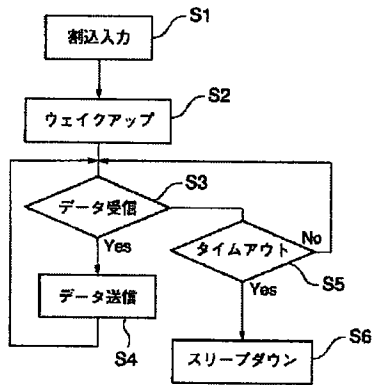 S1
割込入力
S2
ウェイクアップ
S3
データ受信
Yes
No
タイムアウト
S5
Yes
データ送信
S4
S6
スリープダウン